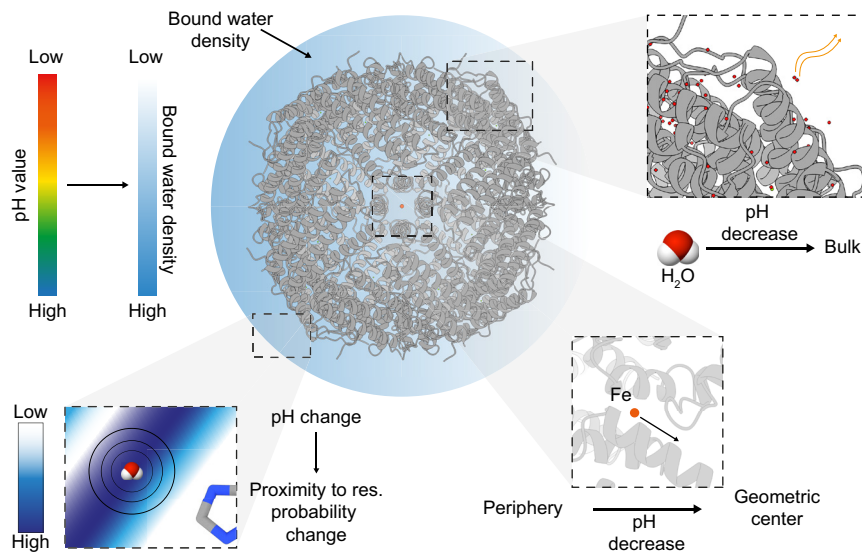 Low
Low
pH value
Bound water density
High
High
Bound water
density
pH
decrease
H₂O
Bulk
Low
High
pH change
Proximity to res.
probability
change
Fe
Periphery
pH
decrease
Geometric
center